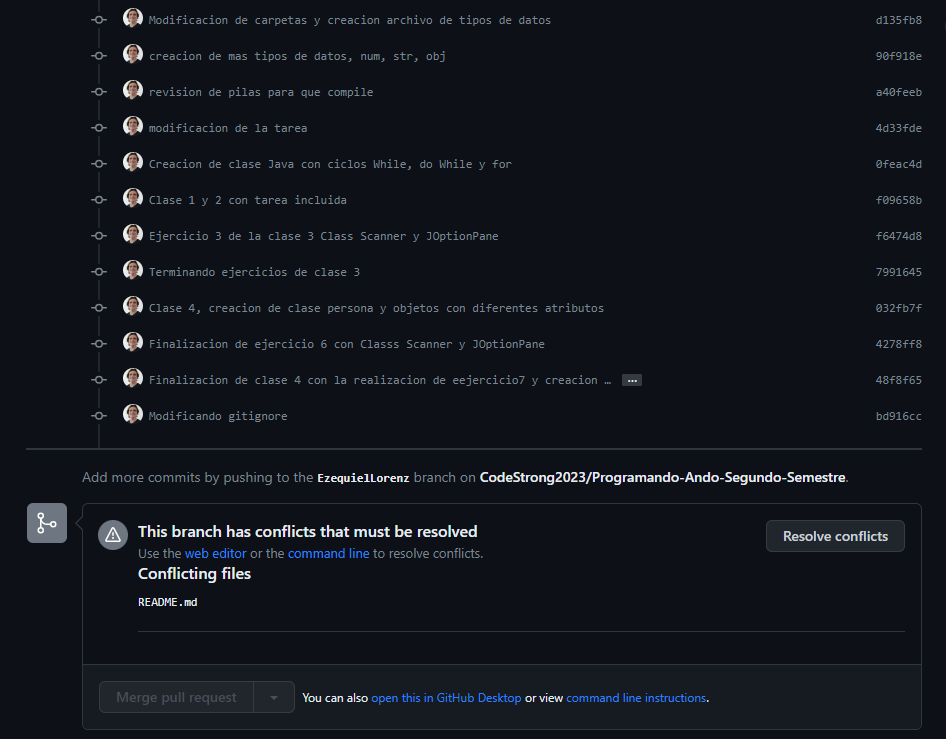 Modificacion de carpetas y creacion archivo de tipos de datos d135fb8
creacion de mas tipos de datos, num, str, obj 90f918e
revision de pilas para que compile a40feeb
modificacion de la tarea 4d33fde
Creacion de clase Java con ciclos While, do While y for 0feac4d
Clase 1 y 2 con tarea incluida f09658b
Ejercicio 3 de la clase 3 Class Scanner y JOptionPane f6474d8
Terminando ejercicios de clase 3 7991645
Clase 4, creacion de clase persona y objetos con diferentes atributos 032fb7f
Finalizacion de ejercicio 6 con Classs Scanner y JOptionPane 4278ff8
Finalizacion de clase 4 con la realizacion de eejercicio7 y creacion … ... 48f8f65
Modificando gitignore bd916cc
Add more commits by pushing to the EzequielLorenz branch on CodeStrong2023/Programando-Ando-Segundo-Semestre.
This branch has conflicts that must be resolved
Use the web editor or the command line to resolve conflicts.
Resolve conflicts
Conflicting files
README.md
Merge pull request
You can also open this in GitHub Desktop or view command line instructions.